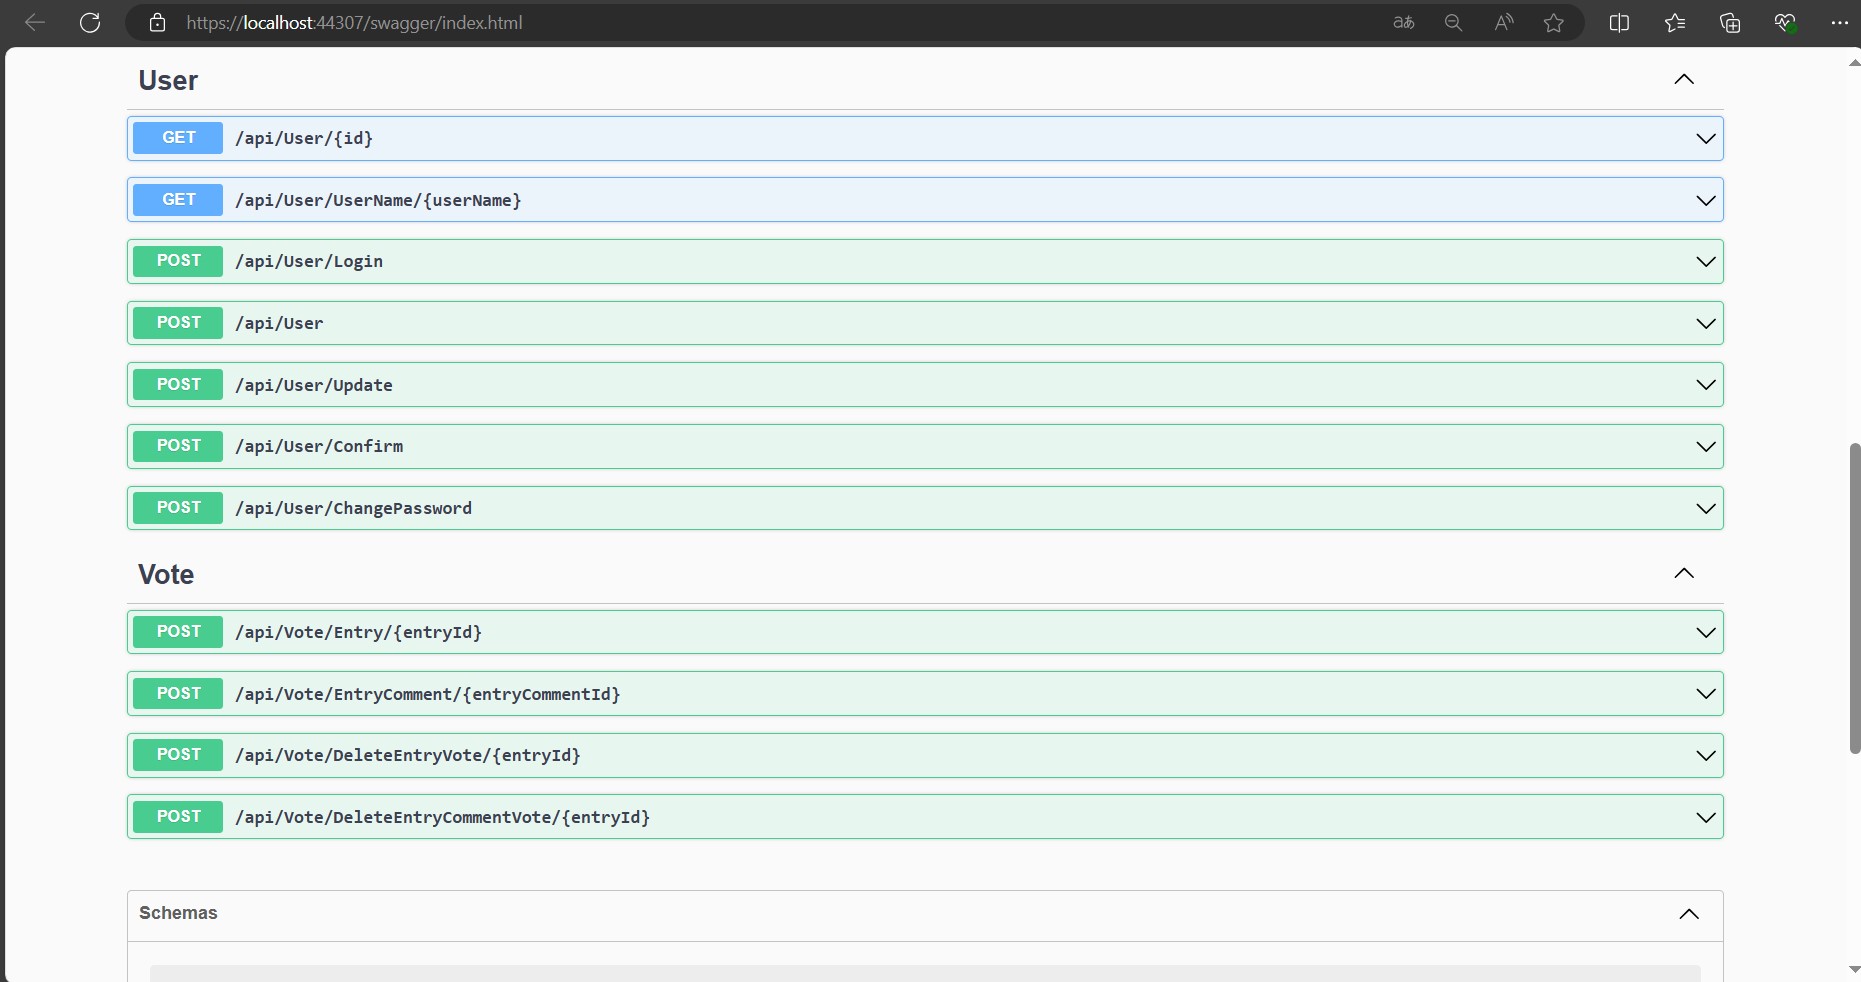 https://localhost:44307/swagger/index.html
User
GET /api/User/{id}
GET /api/User/UserName/{userName}
POST /api/User/Login
POST /api/User
POST /api/User/Update
POST /api/User/Confirm
POST /api/User/ChangePassword
Vote
POST /api/Vote/Entry/{entryId}
POST /api/Vote/EntryComment/{entryCommentId}
POST /api/Vote/DeleteEntryVote/{entryId}
POST /api/Vote/DeleteEntryCommentVote/{entryId}
Schemas